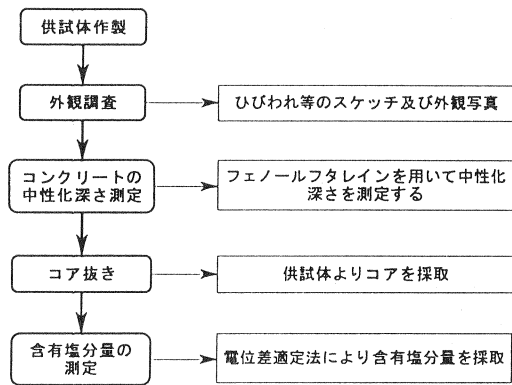 供試体作製
外観調査
ひびわれ等のスケッチ及び外観写真
コンクリートの
中性化深さ測定
フェノールフタレインを用いて中性化
深さを測定する
コア抜き
供試体よりコアを採取
含有塩分量の
測定
電位差適定法により含有塩分量を採取